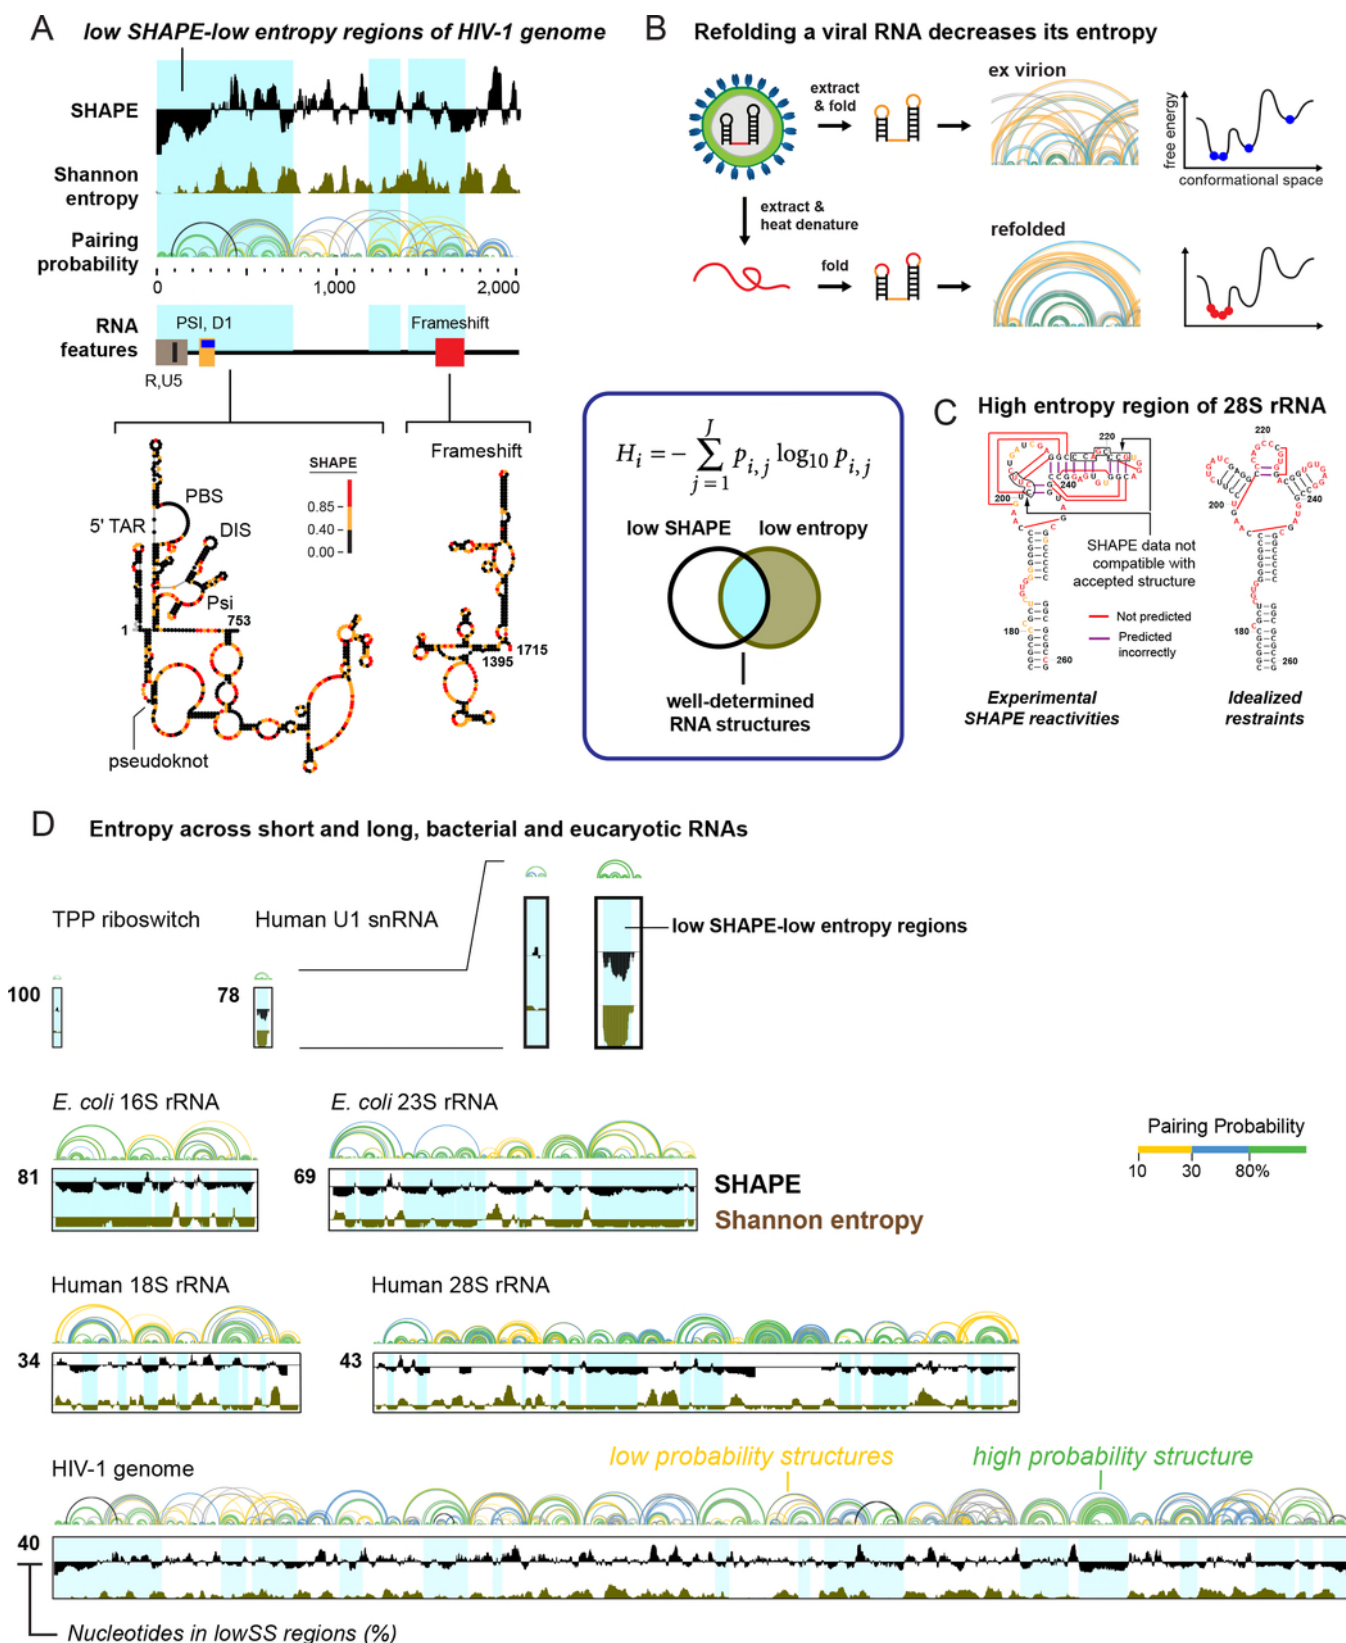 A
low SHAPE-low entropy regions of HIV-1 genome
SHAPE
Shannon
entropy
Pairing
probability
0
1,000
2,000
RNA
features
PSI, D1
Frameshift
R,U5
5' TAR
PBS
DIS
Psi
753
1
pseudoknot
SHAPE
0.85
0.40
0.00
Frameshift
1715
1395
B
Refolding a viral RNA decreases its entropy
extract
& fold
ex virion
free energy
conformational space
extract &
heat denature
fold
refolded
H_i = − \sum_{j=1}^{J} p_{i,j} log_{10} p_{i,j}
low SHAPE
low entropy
well-determined
RNA structures
C
High entropy region of 28S rRNA
220
200
240
180
260
SHAPE data not
compatible with
accepted structure
Not predicted
Predicted
incorrectly
Experimental
SHAPE reactivities
220
200
240
180
260
Idealized
restraints
D
Entropy across short and long, bacterial and eucaryotic RNAs
TPP riboswitch
Human U1 snRNA
low SHAPE-low entropy regions
100
78
E. coli 16S rRNA
E. coli 23S rRNA
81
69
SHAPE
Shannon entropy
Pairing Probability
10
30
80%
Human 18S rRNA
Human 28S rRNA
34
43
HIV-1 genome
low probability structures
high probability structure
40
Nucleotides in lowSS regions (%)